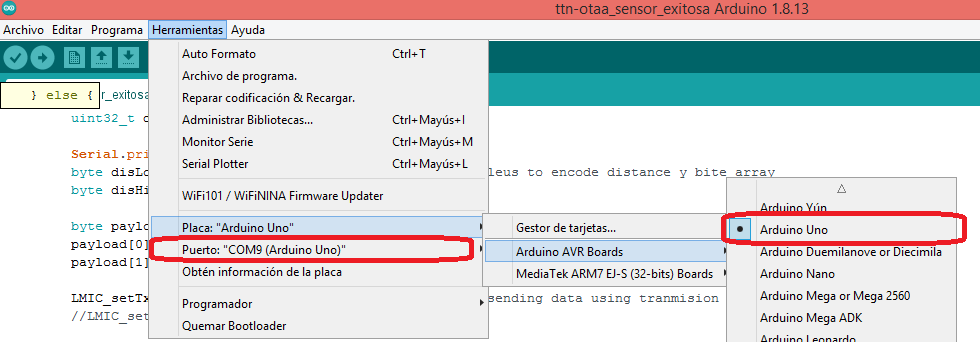 ttn-otaa_sensor_exitosa Arduino 1.8.13
Archivo Editar Programa Herramientas Ayuda
Auto Formato Ctrl+T
Archivo de programa.
Reparar codificación & Recargar.
Administrar Bibliotecas... Ctrl+Mayús+I
Monitor Serie Ctrl+Mayús+M
Serial Plotter Ctrl+Mayús+L
WiFi101 / WiFiNINA Firmware Updater
Placa: "Arduino Uno"
Puerto: "COM9 (Arduino Uno)"
Obtén información de la placa
Programador
Quemar Bootloader
Gestor de tarjetas...
Arduino AVR Boards
MediaTek ARM7 EJ-S (32-bits) Boards
Arduino Yún
Arduino Uno
Arduino Duemilanove or Diecimila
Arduino Nano
Arduino Mega or Mega 2560
Arduino Mega ADK
Arduino Leonardo
} else {
r_exitosa
uint32_t
Serial.pri
byte disLo
leus to encode distance y bite array
byte disHi
byte paylo
payload[0]
payload[1]
LMIC_setTx
sending data using tranmision
//LMIC_set